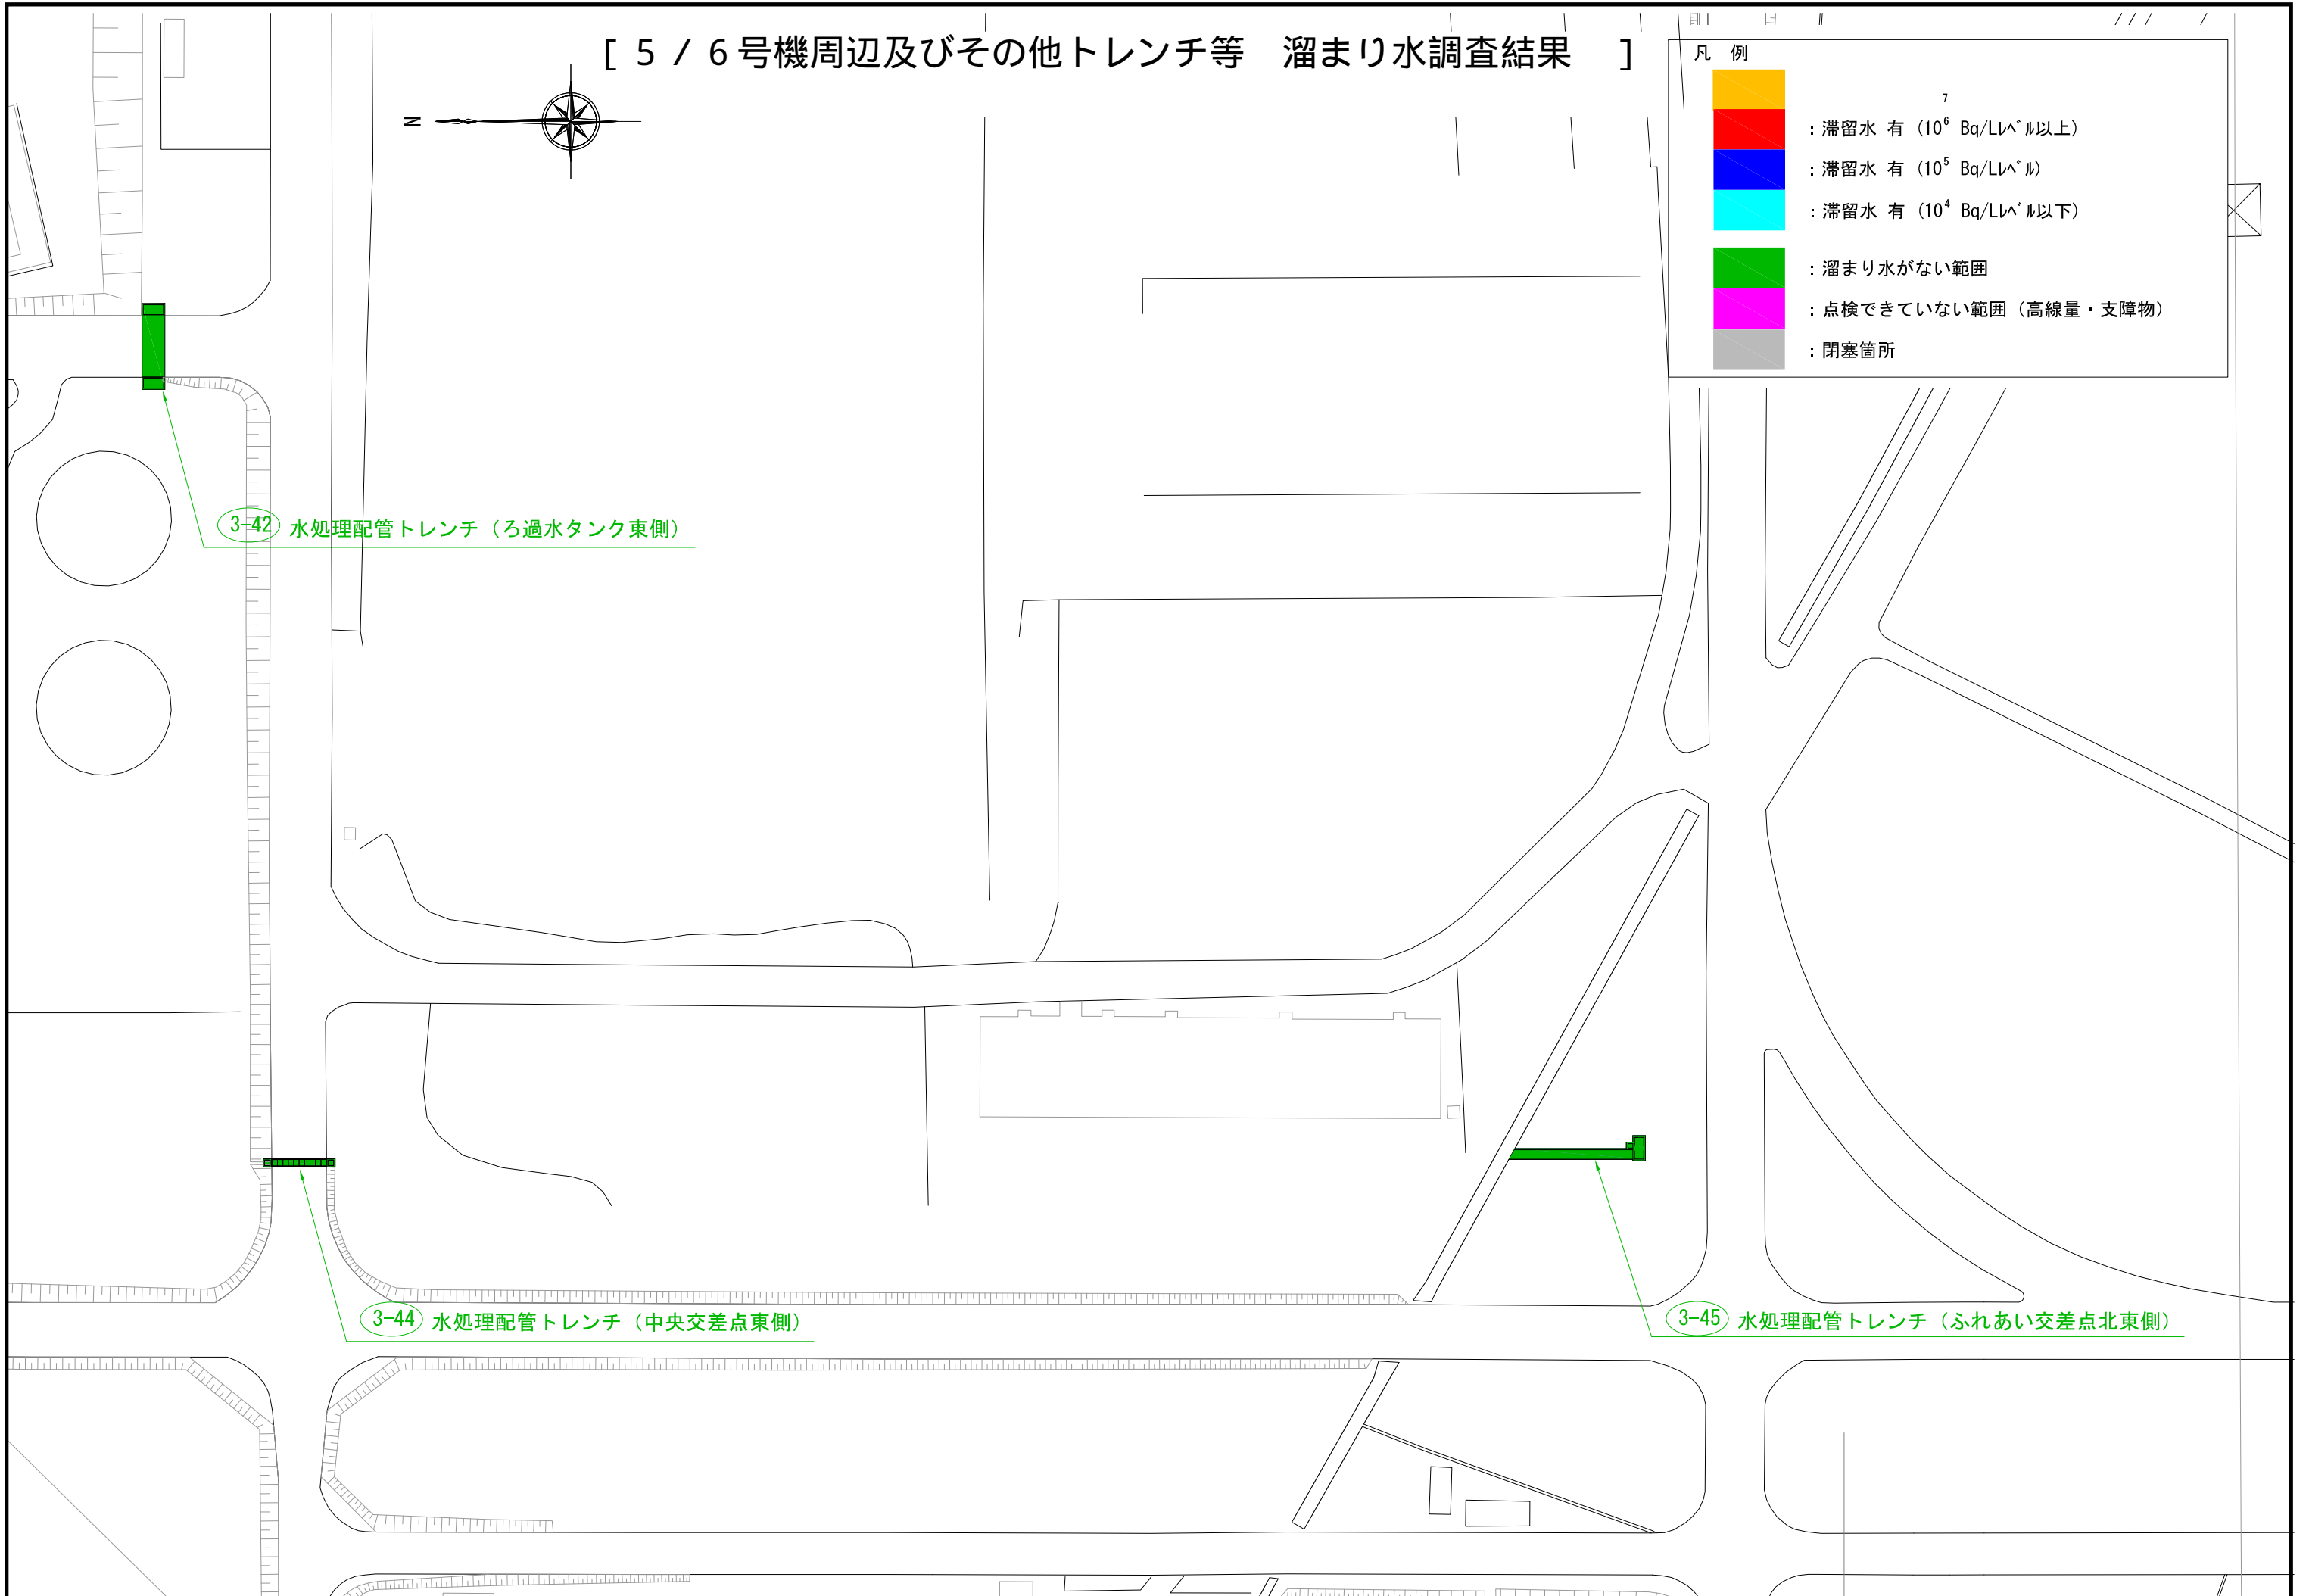 [ 5 / 6号機周辺及びその他トレンチ等　溜まり水調査結果　]
N
凡　例
7
：滞留水 有（10⁶ Bq/Lﾚﾍﾞﾙ以上）
：滞留水 有（10⁵ Bq/Lﾚﾍﾞﾙ）
：滞留水 有（10⁴ Bq/Lﾚﾍﾞﾙ以下）
：溜まり水がない範囲
：点検できていない範囲（高線量・支障物）
：閉塞箇所
3-42 水処理配管トレンチ（ろ過水タンク東側）
3-44 水処理配管トレンチ（中央交差点東側）
3-45 水処理配管トレンチ（ふれあい交差点北東側）